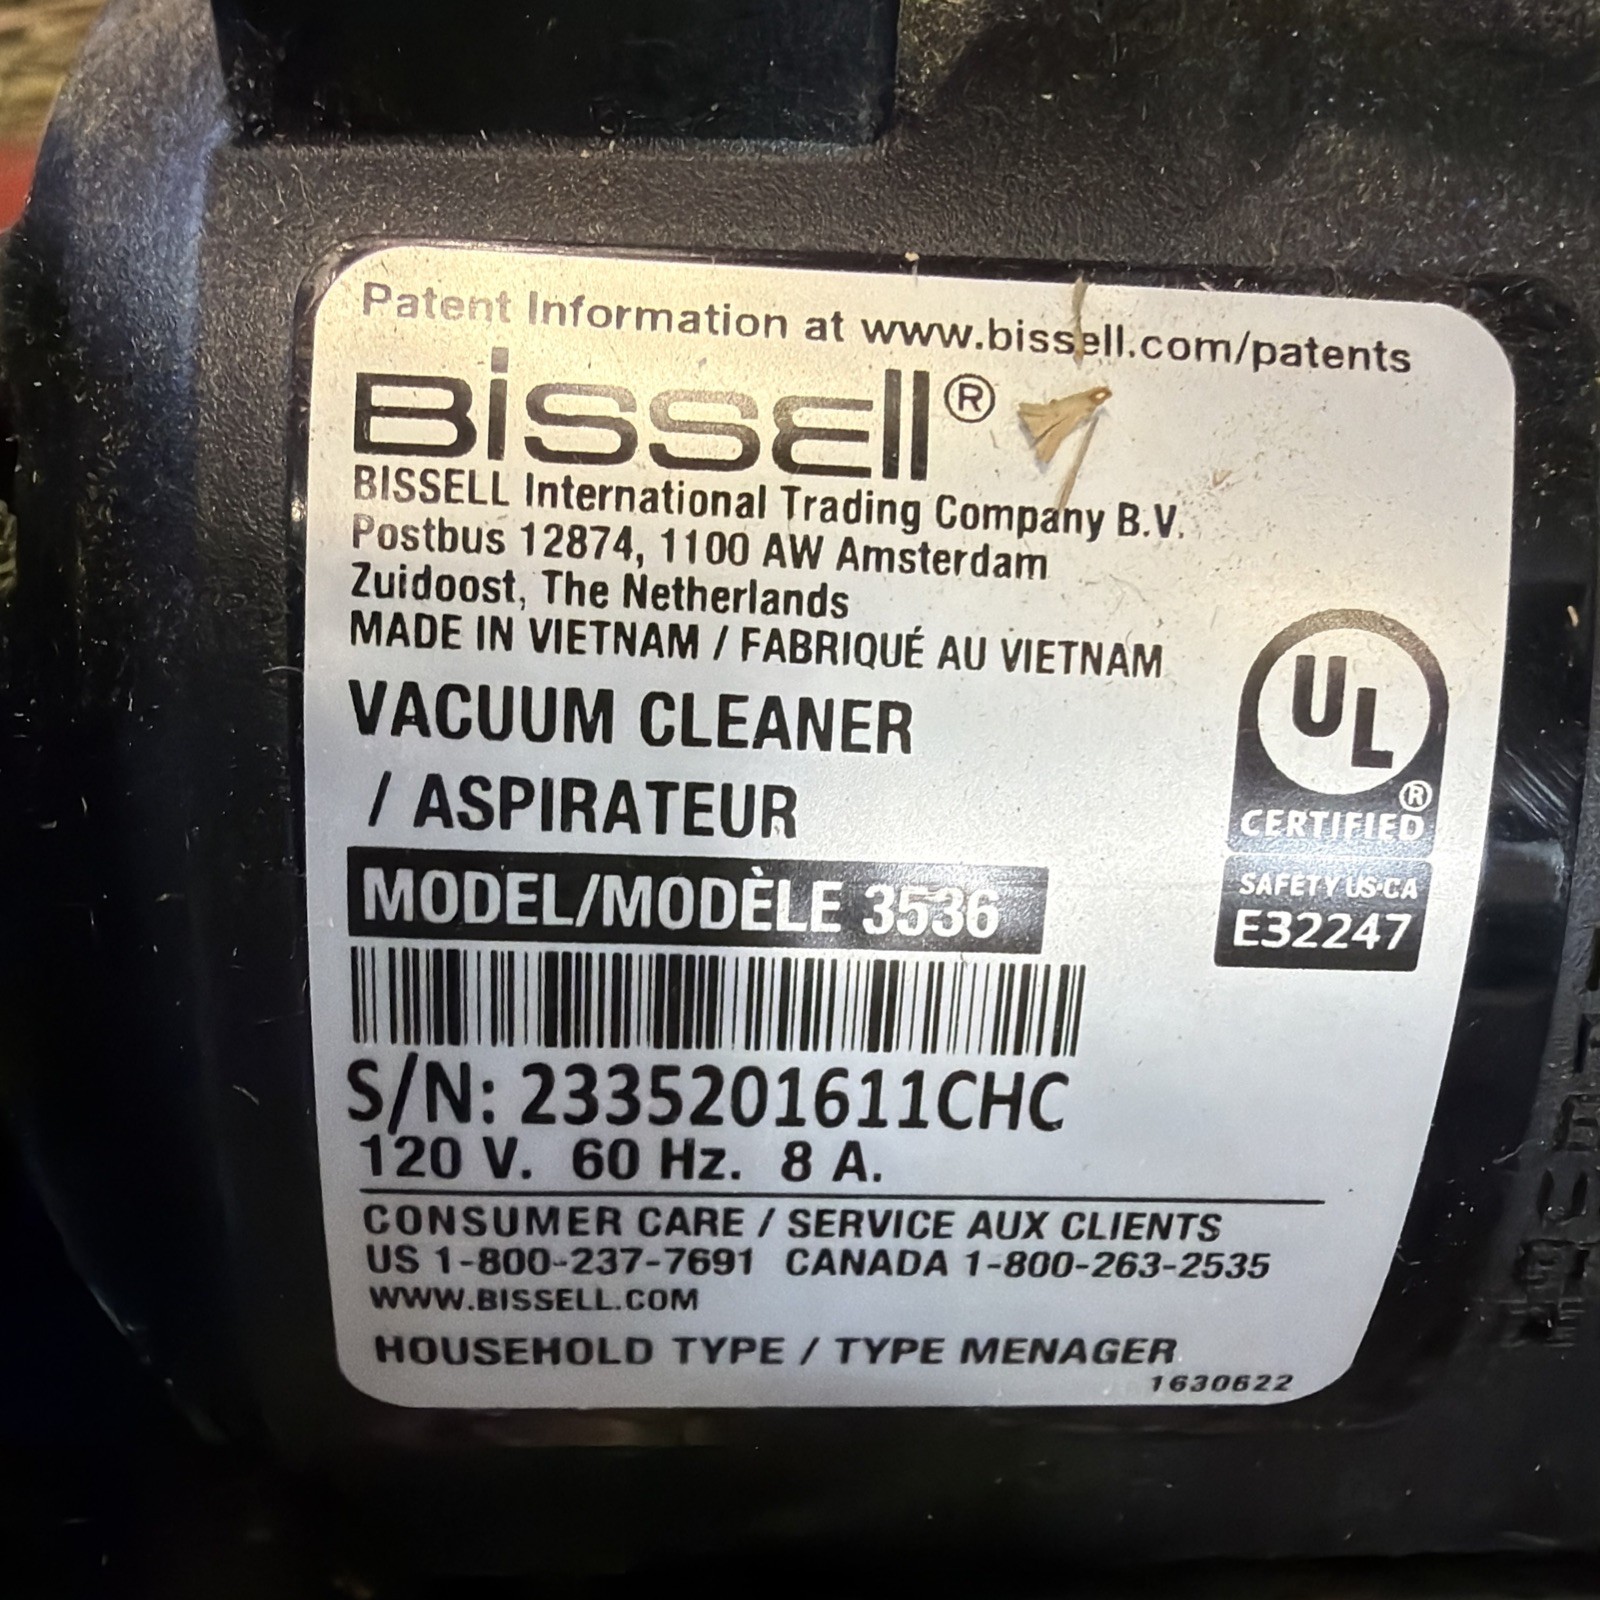 Patent Information at www.bissell.com/patents
BISSELL®
BISSELL International Trading Company B.V.
Postbus 12874, 1100 AW Amsterdam
Zuidoost, The Netherlands
MADE IN VIETNAM / FABRIQUÉ AU VIETNAM
VACUUM CLEANER
/ ASPIRATEUR
UL®
CERTIFIED
SAFETY US·CA
E32247
MODEL/MODÈLE 3536
S/N: 2335201611CHC
120 V. 60 Hz. 8 A.
CONSUMER CARE / SERVICE AUX CLIENTS
US 1-800-237-7691 CANADA 1-800-263-2535
WWW.BISSELL.COM
HOUSEHOLD TYPE / TYPE MENAGER
1630622